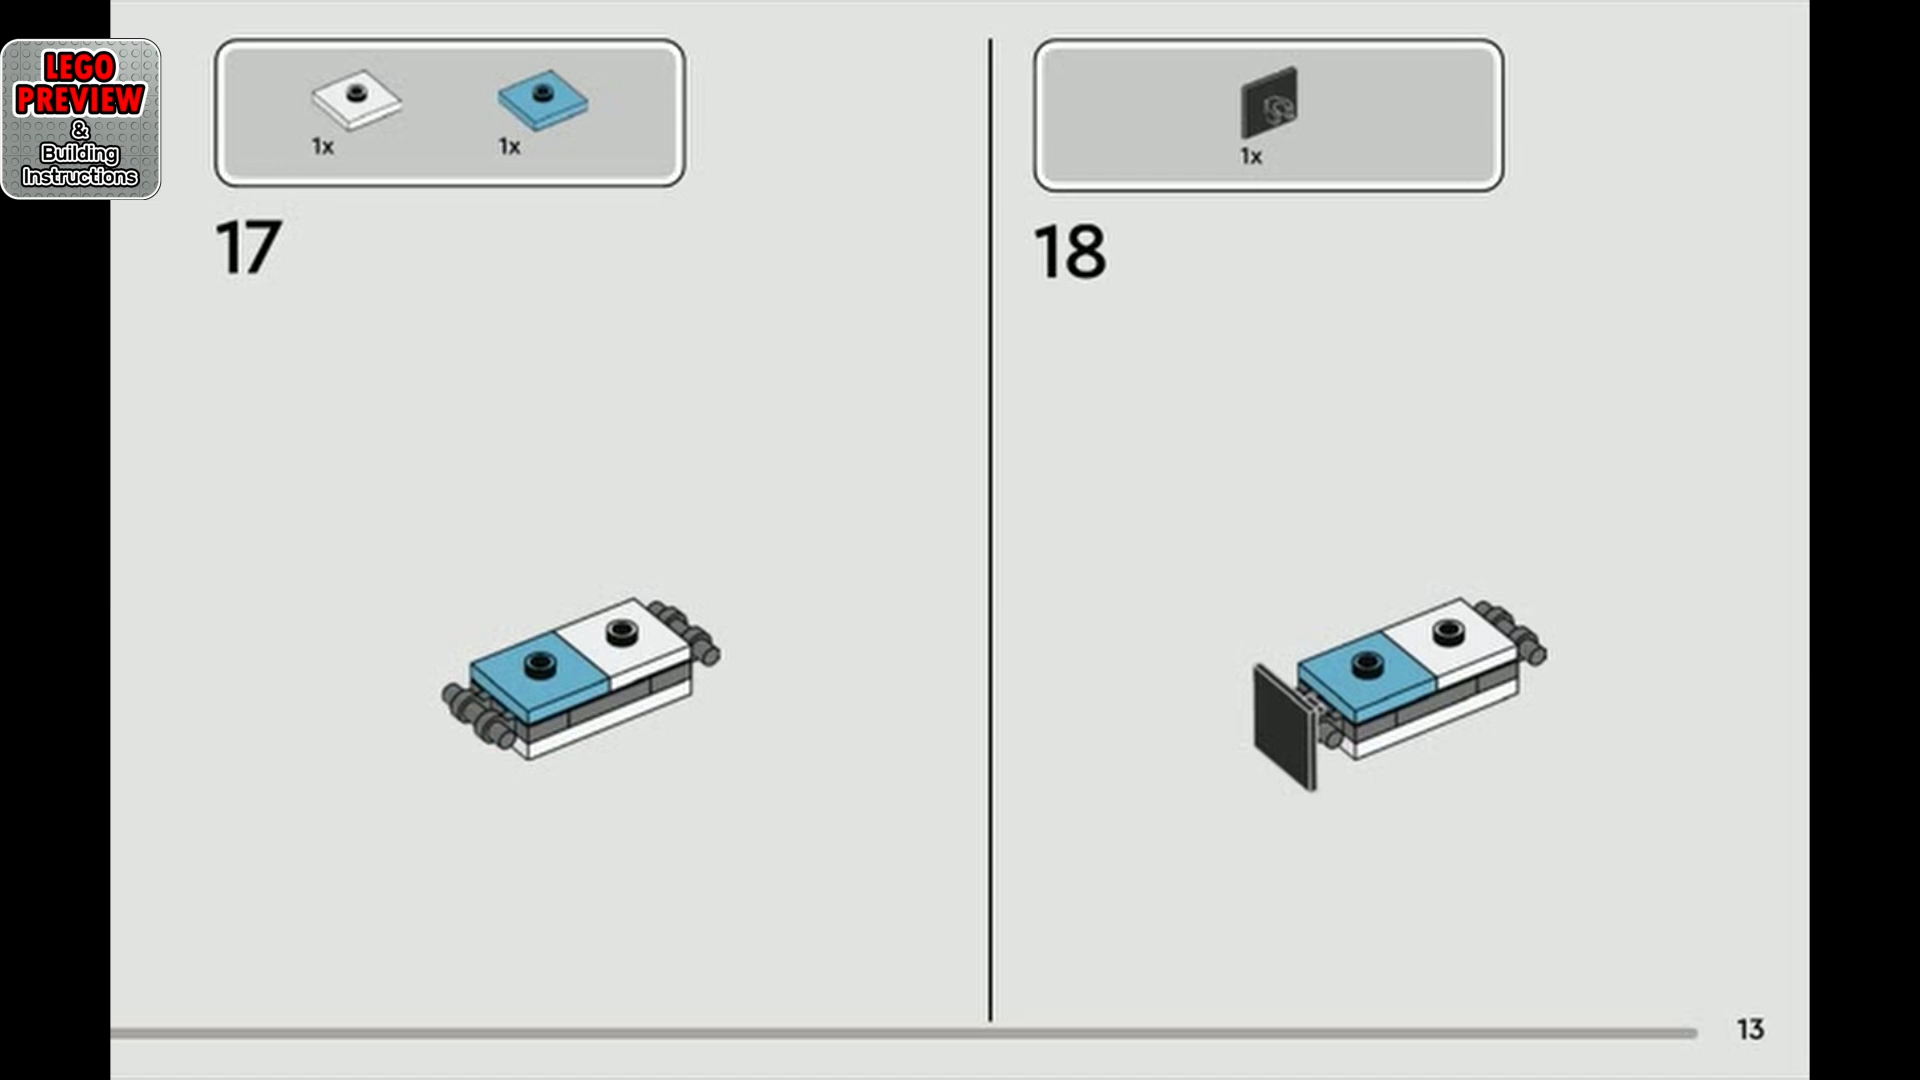 LEGO
PREVIEW
&
Building
Instructions
1x
1x
17
1x
18
13